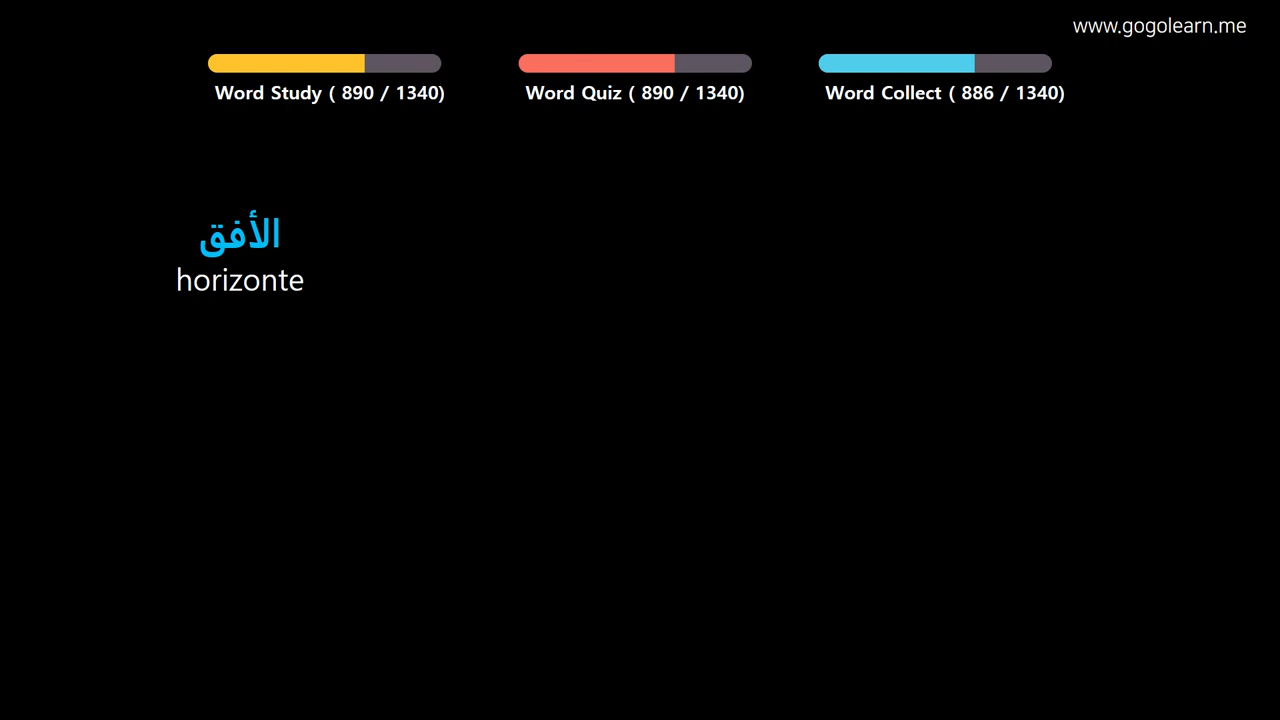 www.gogolearn.me
Word Study ( 890 / 1340)
Word Quiz ( 890 / 1340)
Word Collect ( 886 / 1340)
الأفق
horizonte